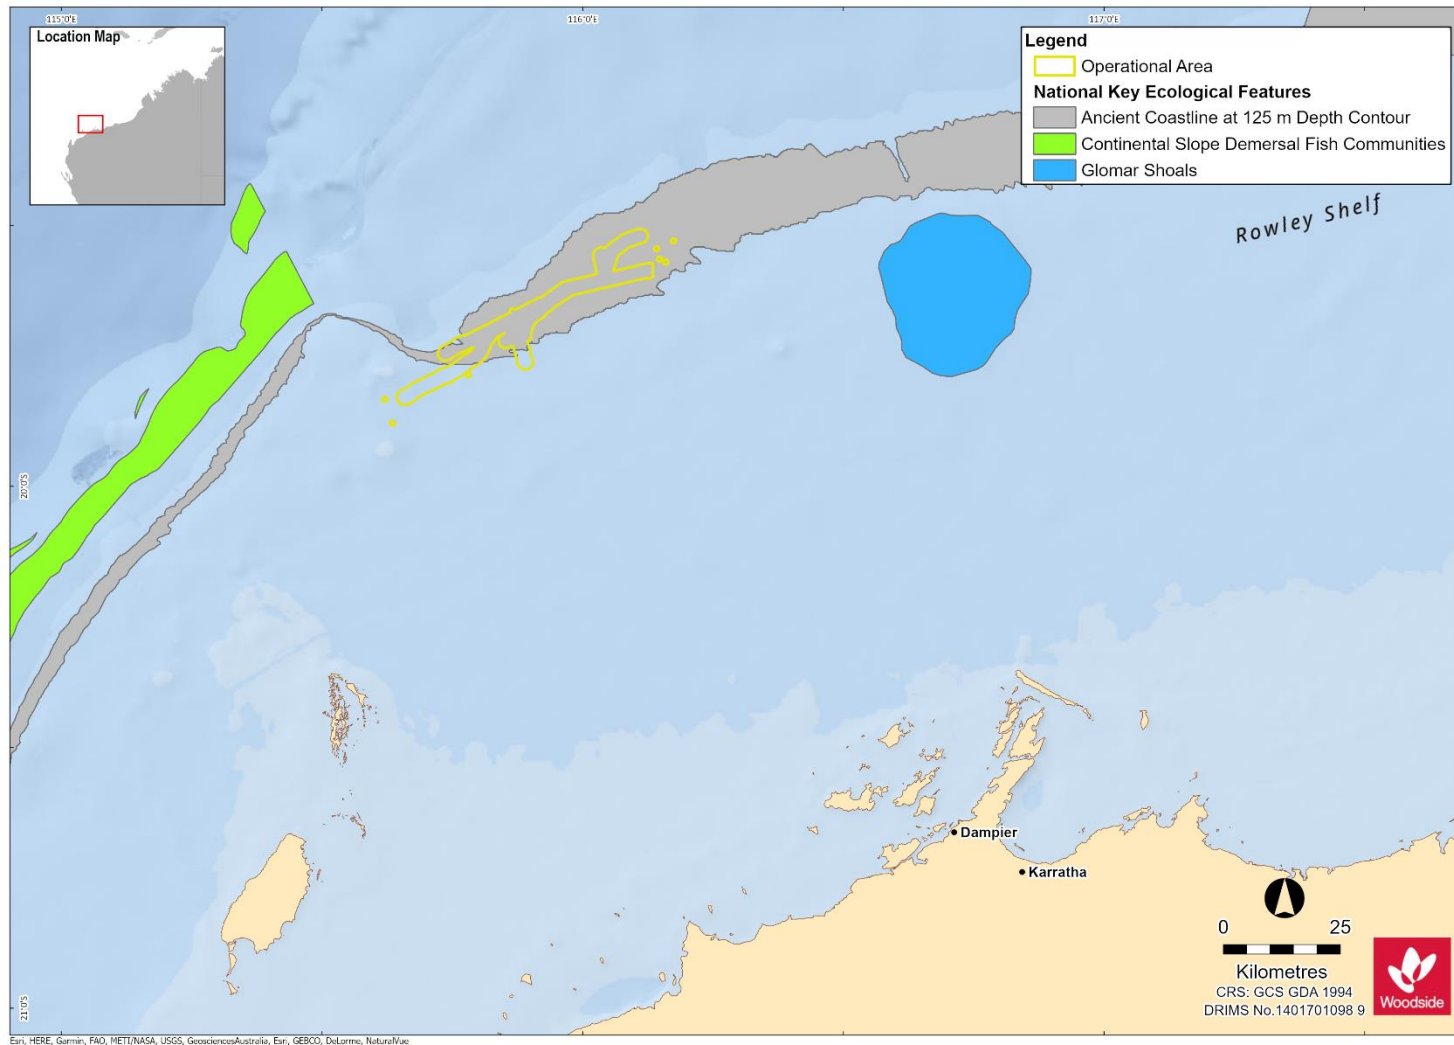 115°0'E
116°0'E
117°0'E
Location Map
Legend
Operational Area
National Key Ecological Features
Ancient Coastline at 125 m Depth Contour
Continental Slope Demersal Fish Communities
Glomar Shoals
Rowley Shelf
20°0'S
Dampier
Karratha
0 25
Kilometres
CRS: GCS GDA 1994
DRIMS No.1401701098 9
Woodside
21°0'S
Esri, HERE, Garmin, FAO, METI/NASA, USGS, GeosciencesAustralia, Esri, GEBCO, DeLorme, NaturalVue